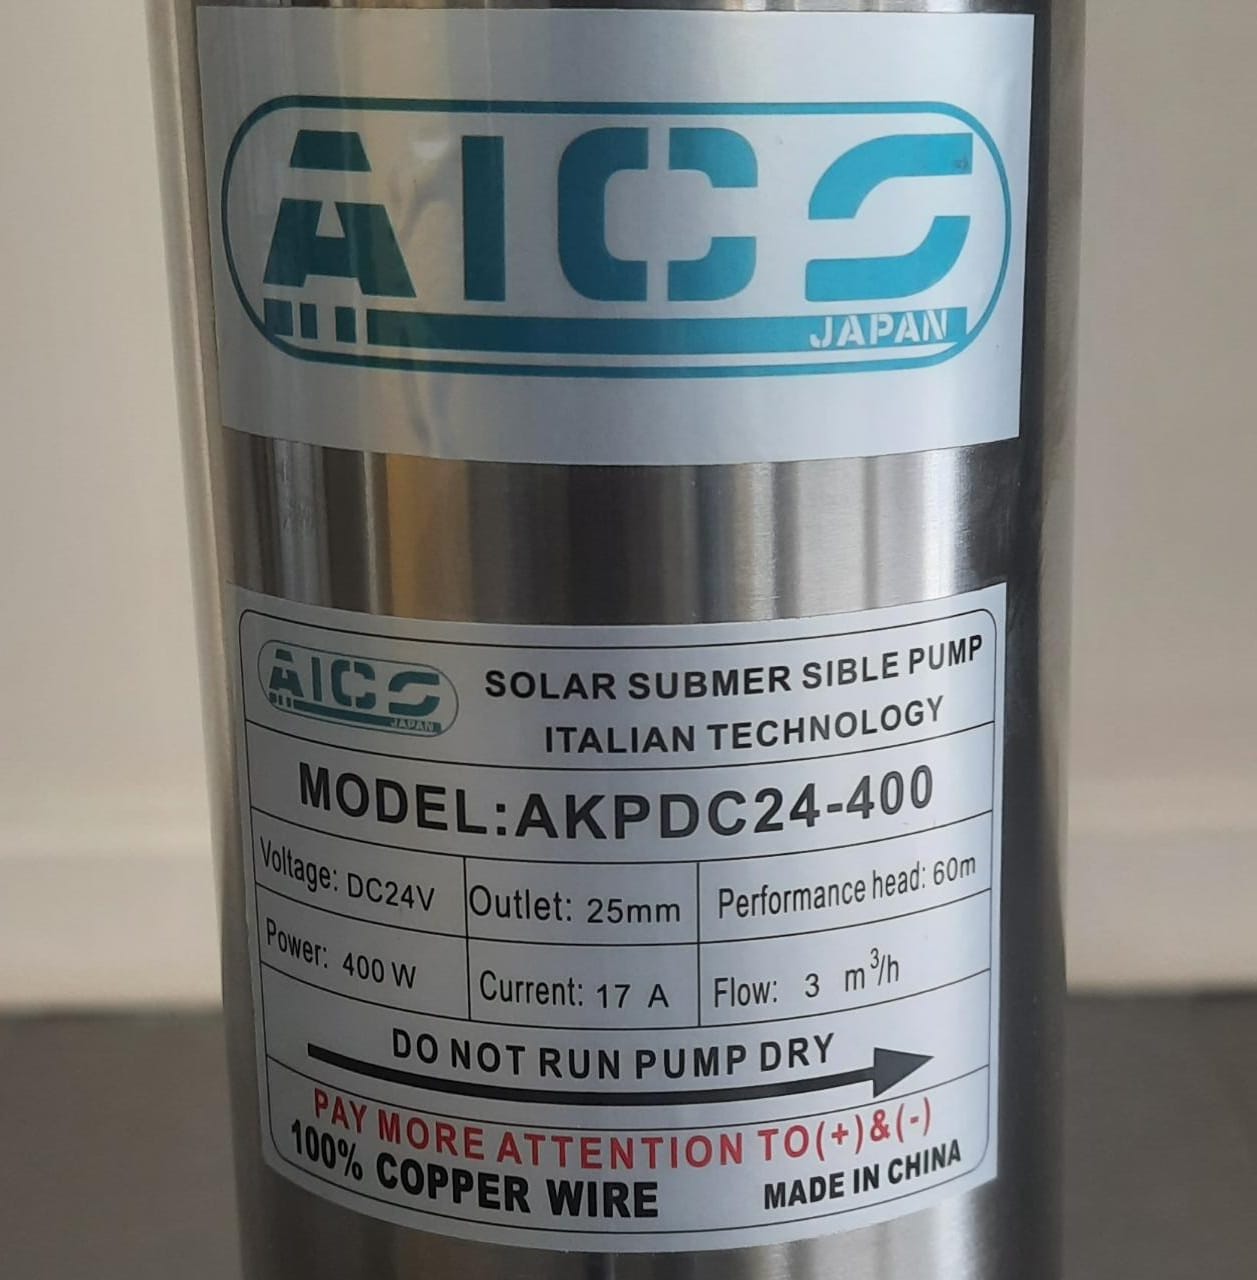 AICS
JAPAN
AICS
JAPAN
SOLAR SUBMER SIBLE PUMP
ITALIAN TECHNOLOGY
MODEL:AKPDC24-400
Voltage: DC24V Outlet: 25mm Performance head: 60m
Power: 400 W Current: 17 A Flow: 3 m³/h
DO NOT RUN PUMP DRY
PAY MORE ATTENTION TO(+)&(-)
100% COPPER WIRE MADE IN CHINA